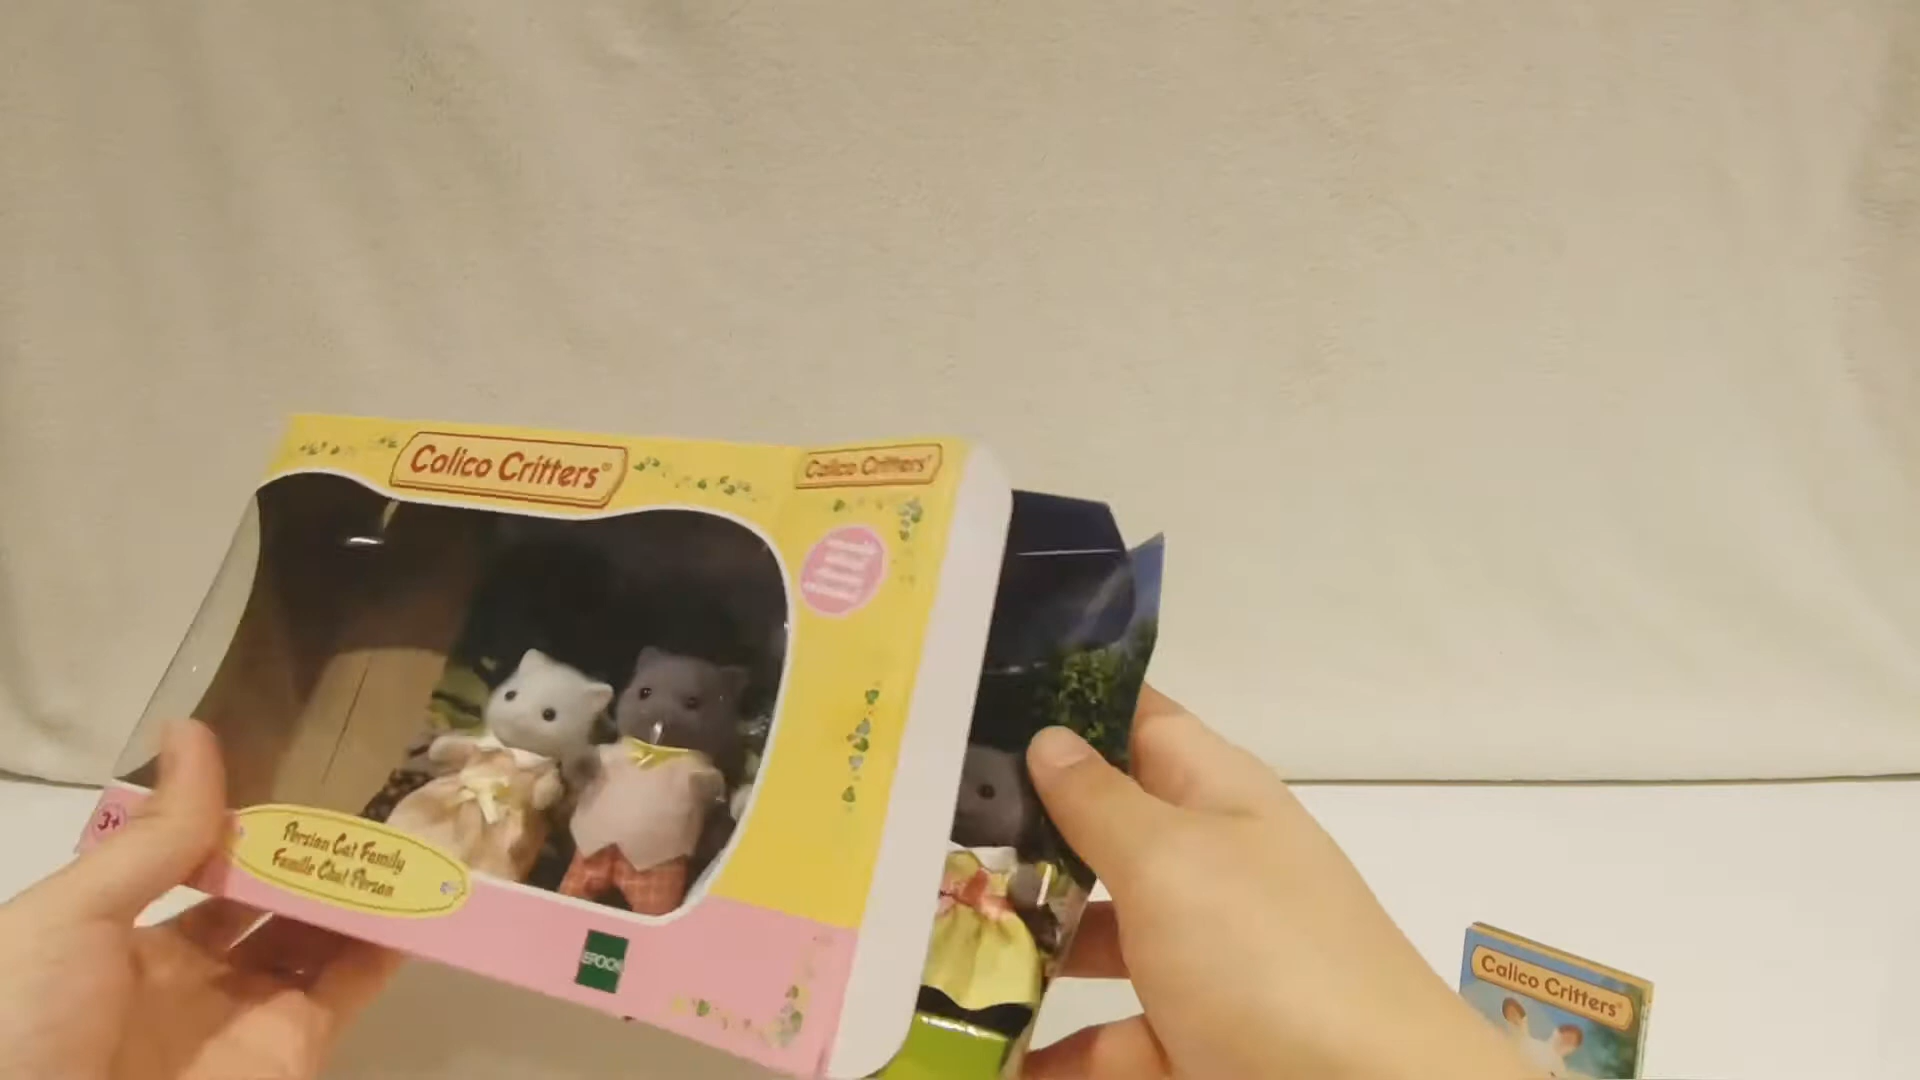 Calico Critters®
Calico Critters®
3+
Persian Cat Family
Famille Chat Persan
EPOCH
Calico Critters®